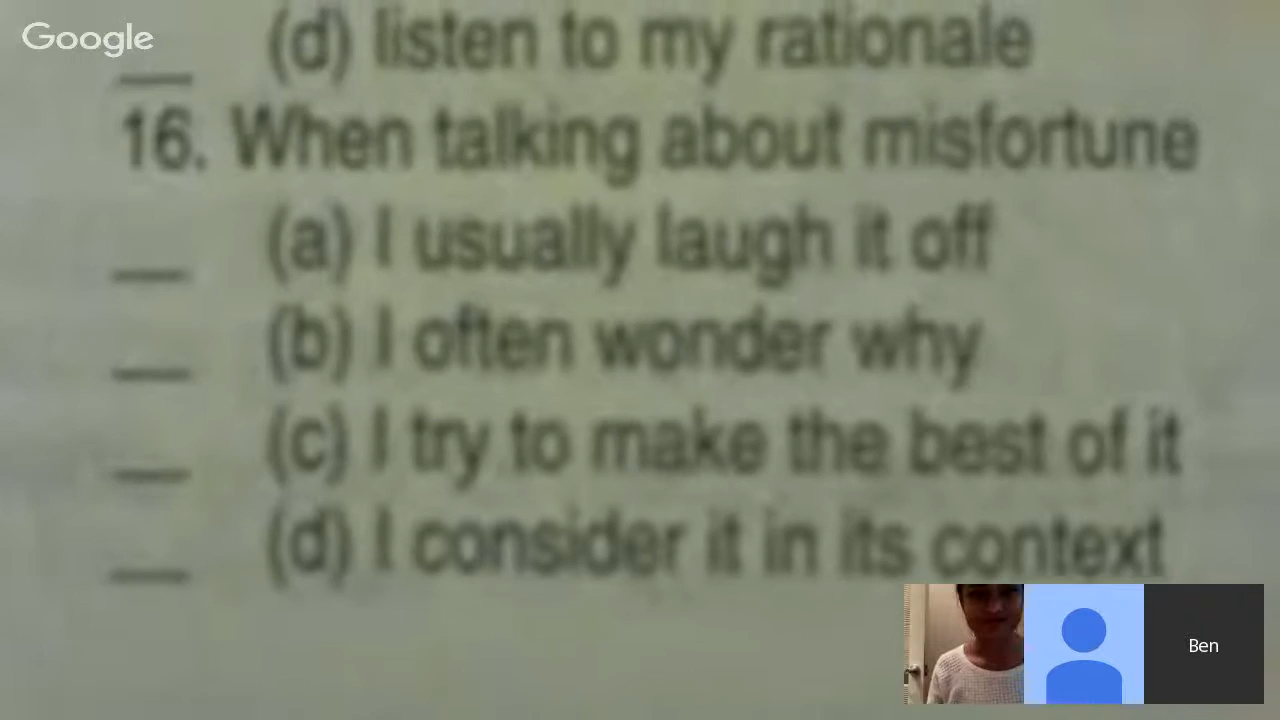 Google
(d) listen to my rationale
16. When talking about misfortune
(a) I usually laugh it off
(b) I often wonder why
(c) I try to make the best of it
(d) I consider it in its context
Ben